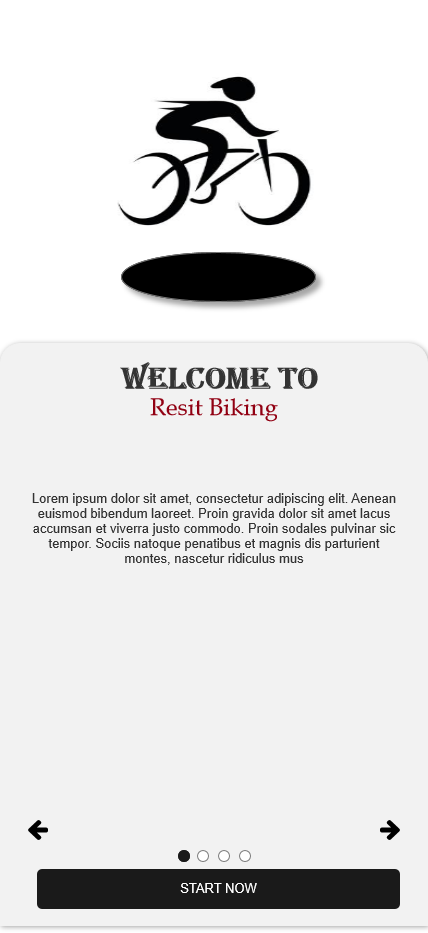 WELCOME TO
Resit Biking
Lorem ipsum dolor sit amet, consectetur adipiscing elit. Aenean
euismod bibendum laoreet. Proin gravida dolor sit amet lacus
accumsan et viverra justo commodo. Proin sodales pulvinar sic
tempor. Sociis natoque penatibus et magnis dis parturient
montes, nascetur ridiculus mus
START NOW